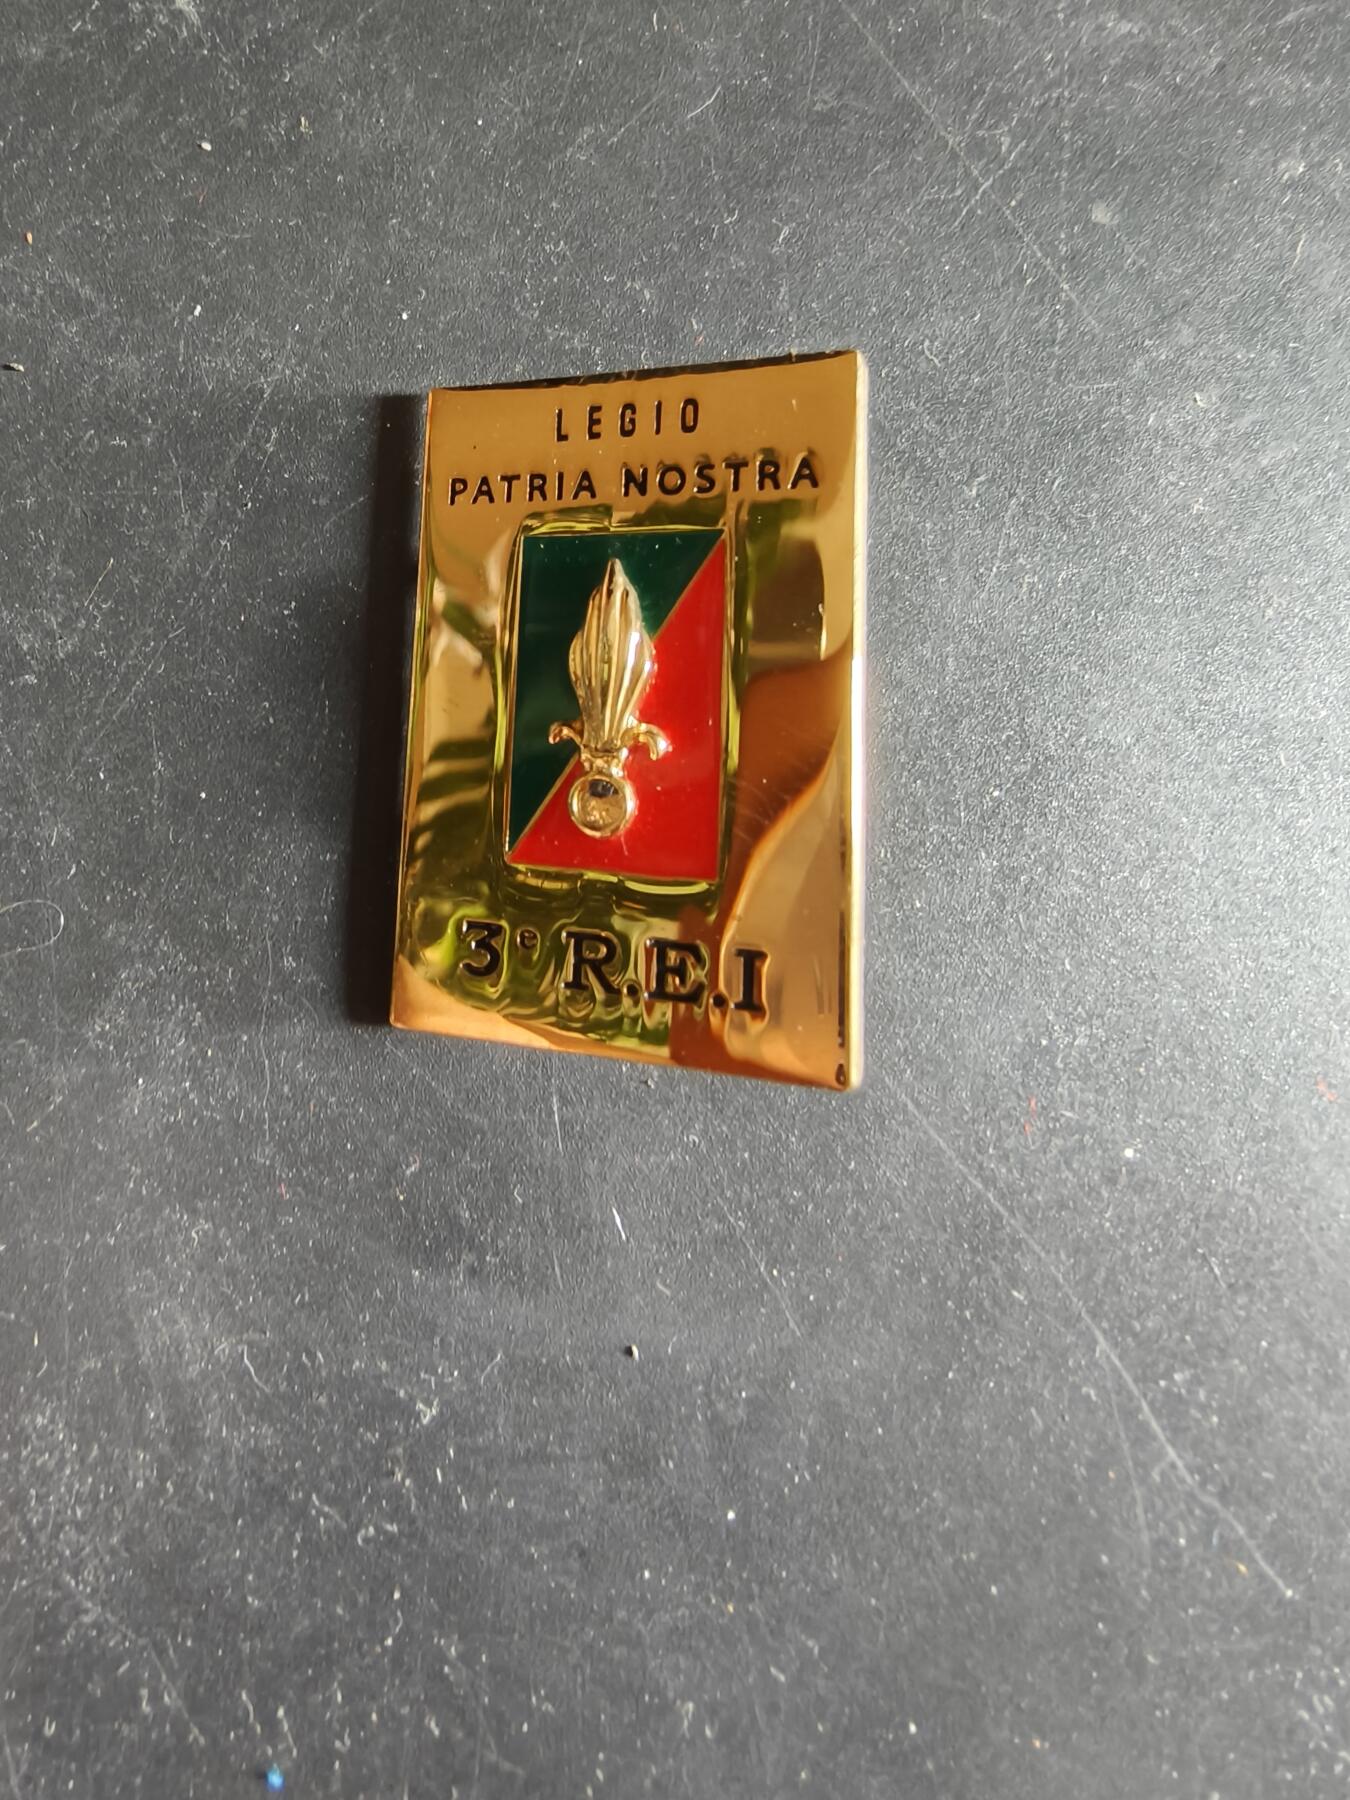 LEGIO
PATRIA NOSTRA
3e R.E.I